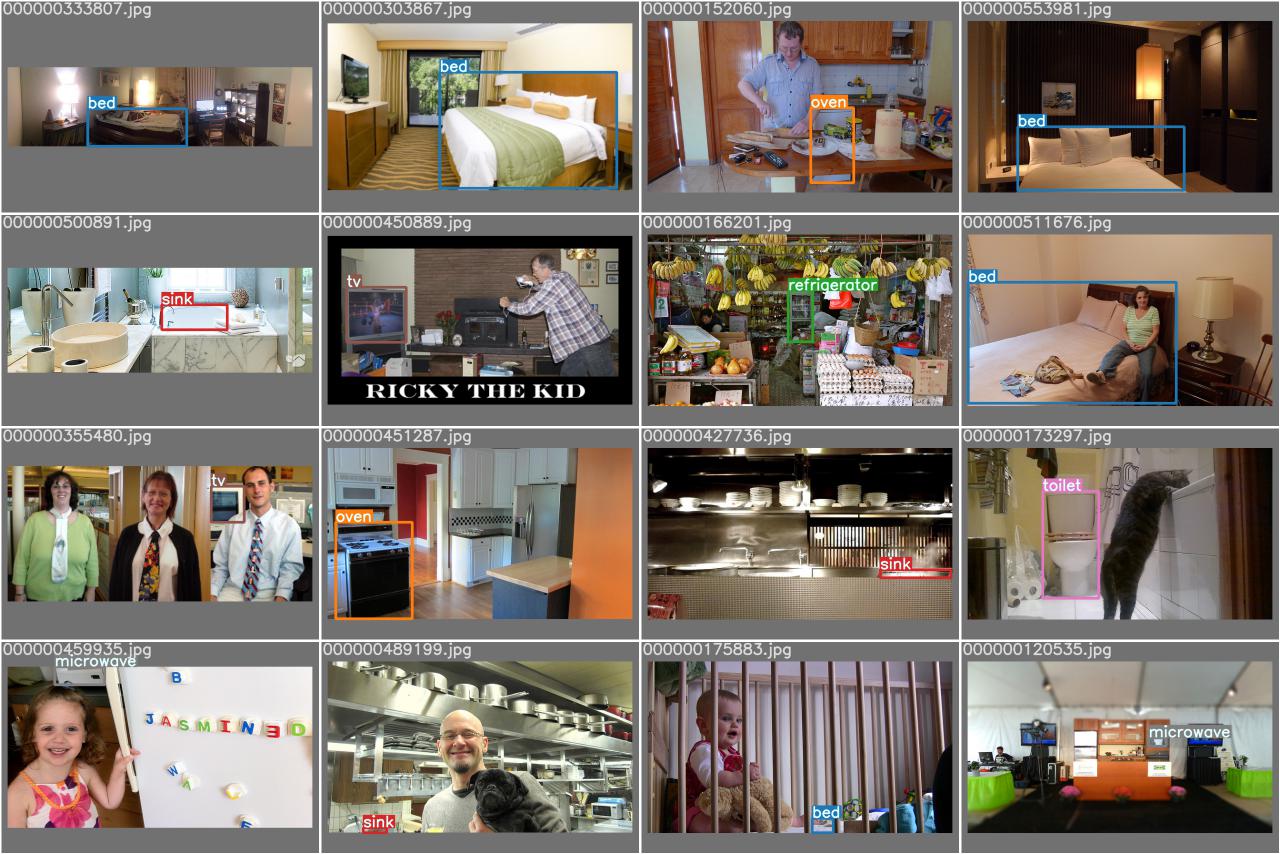 000000333807.jpg
000000303867.jpg
000000152060.jpg
000000553981.jpg
bed
bed
oven
bed
000000500891.jpg
000000450889.jpg
000000166201.jpg
000000511676.jpg
sink
tv
RICKY THE KID
refrigerator
2
bed
000000355480.jpg
000000451287.jpg
000000427736.jpg
000000173297.jpg
tv
oven
sink
toilet
000000459935.jpg
000000489199.jpg
000000175883.jpg
000000120535.jpg
microwave
B
JASMINED
W
A
E
sink
bed
microwave